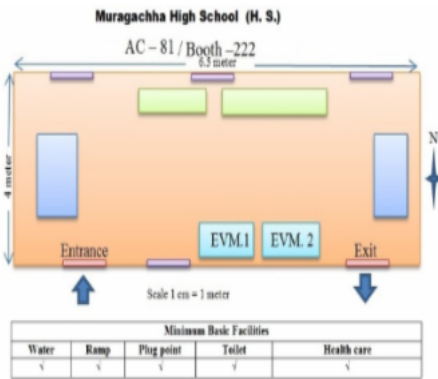 Muragachha High School (H. S.)
AC – 81 / Booth –222
6.5 meter
4 meter
N
EVM.1 EVM. 2
Entrance Exit
Scale 1 cm = 1 meter
Minimum Basic Facilities
Water Ramp Plug point Toilet Health care
√ √ √ √ √